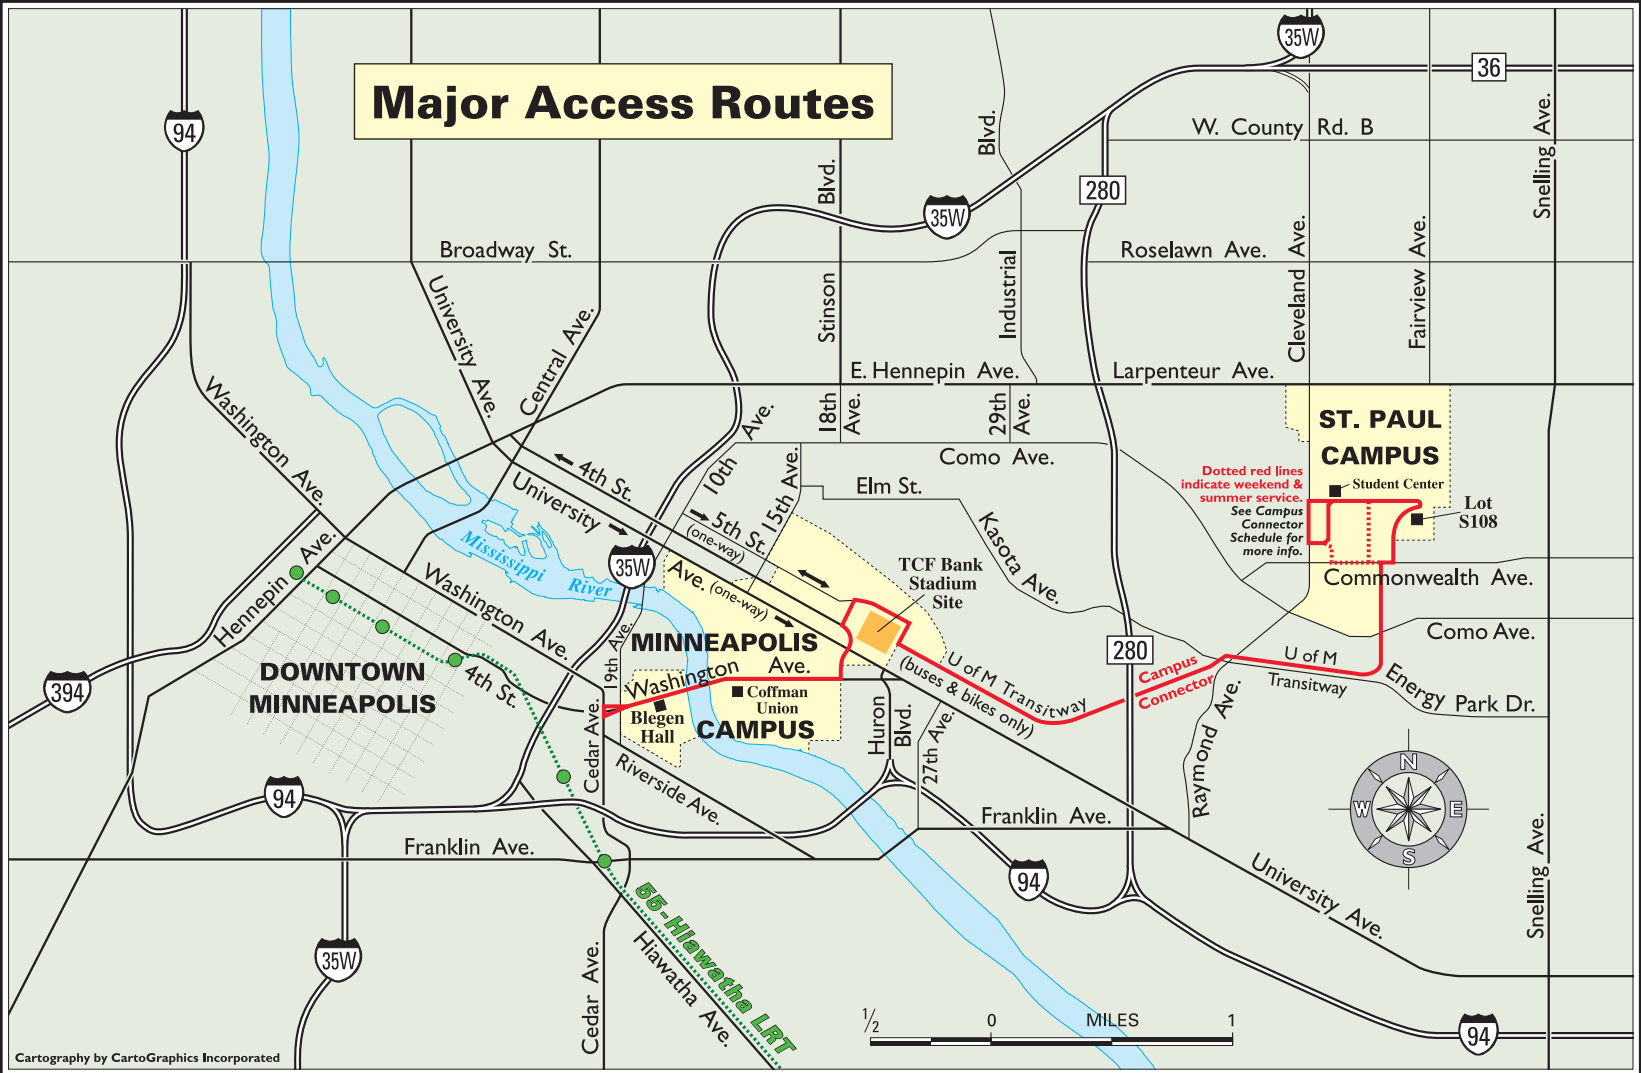 Major Access Routes
35W
36
94
W. County Rd. B
Blvd.
Snelling Ave.
Blvd.
280
35W
Broadway St.
Roselawn Ave.
Cleveland Ave.
Fairview Ave.
Stinson
Industrial
University Ave.
Central Ave.
E. Hennepin Ave.
Larpenteur Ave.
Washington Ave.
18th
Ave.
29th
Ave.
ST. PAUL
CAMPUS
10th Ave.
15th Ave.
Como Ave.
4th St.
Elm St.
Dotted red lines
indicate weekend &
summer service.
See Campus
Connector
Schedule for
more info.
Student Center
Lot
S108
University
5th St.
(one-way)
Kasota Ave.
Mississippi River
35W
Ave. (one-way)
TCF Bank
Stadium
Site
Commonwealth Ave.
Hennepin Ave.
Washington Ave.
19th Ave.
MINNEAPOLIS
Como Ave.
280
DOWNTOWN
MINNEAPOLIS
394
4th St.
Washington Ave.
Coffman
Union
Blegen
Hall
CAMPUS
U of M Transitway
(buses & bikes only)
Campus
Connector
U of M
Transitway
Energy Park Dr.
Cedar Ave.
Huron
Blvd.
27th Ave.
Raymond Ave.
Riverside Ave.
94
N
W
E
S
Franklin Ave.
Franklin Ave.
94
University Ave.
Snelling Ave.
55-Hiawatha LRT
Hiawatha Ave.
35W
Cedar Ave.
1/2 0 MILES 1
94
Cartography by CartoGraphics Incorporated